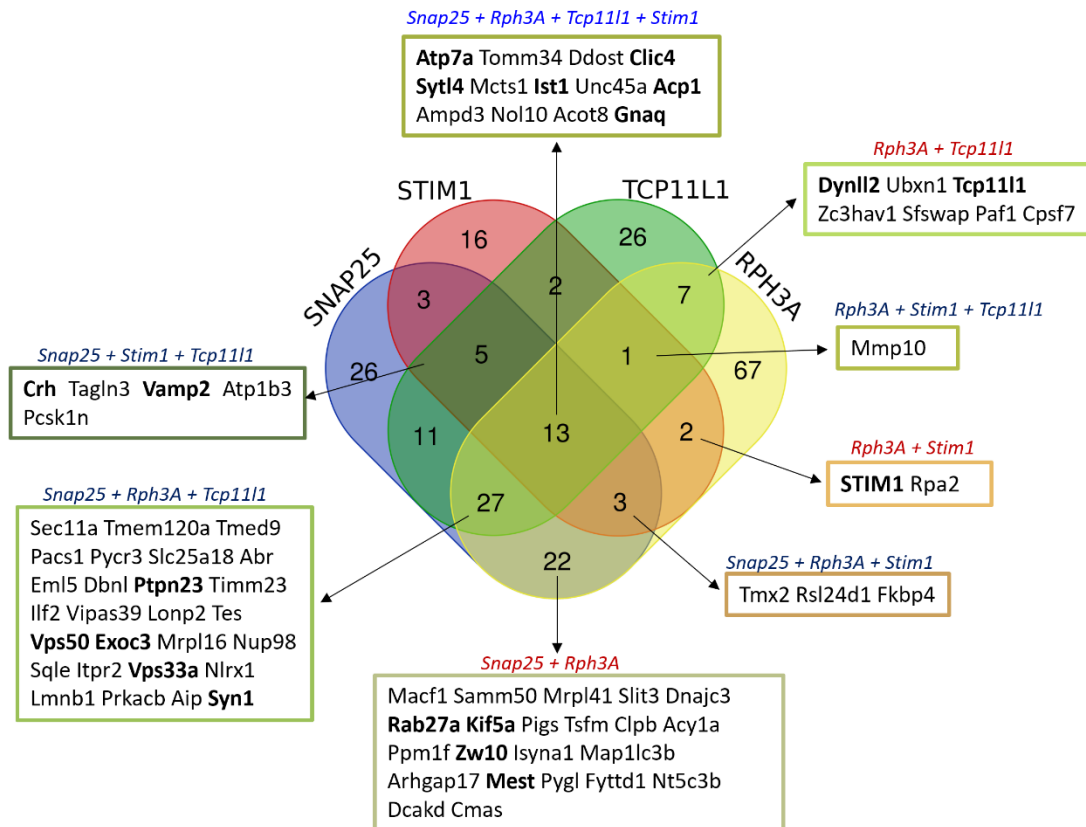 Snap25 + Rph3A + Tcp11l1 + Stim1
Atp7a Tomm34 Ddost Clic4
Sytl4 Mcts1 Ist1 Unc45a Acp1
Ampd3 Nol10 Acot8 Gnaq
Rph3A + Tcp11l1
Dynll2 Ubxn1 Tcp11l1
Zc3hav1 Sfswap Paf1 Cpsf7
STIM1
TCP11L1
SNAP25
RPH3A
16
26
3
2
7
26
5
1
67
11
13
2
27
3
22
Rph3A + Stim1 + Tcp11l1
Mmp10
Snap25 + Stim1 + Tcp11l1
Crh Tagln3 Vamp2 Atp1b3
Pcsk1n
Rph3A + Stim1
STIM1 Rpa2
Snap25 + Rph3A + Tcp11l1
Sec11a Tmem120a Tmed9
Pacs1 Pycr3 Slc25a18 Abr
Eml5 Dbnl Ptpn23 Timm23
Ilf2 Vipas39 Lonp2 Tes
Vps50 Exoc3 Mrpl16 Nup98
Sqle Itpr2 Vps33a Nlrx1
Lmnb1 Prkacb Aip Syn1
Snap25 + Rph3A + Stim1
Tmx2 Rsl24d1 Fkbp4
Snap25 + Rph3A
Macf1 Samm50 Mrpl41 Slit3 Dnajc3
Rab27a Kif5a Pigs Tsfm Clpb Acy1a
Ppm1f Zw10 Isyna1 Map1lc3b
Arhgap17 Mest Pygl Fyttd1 Nt5c3b
Dcakd Cmas